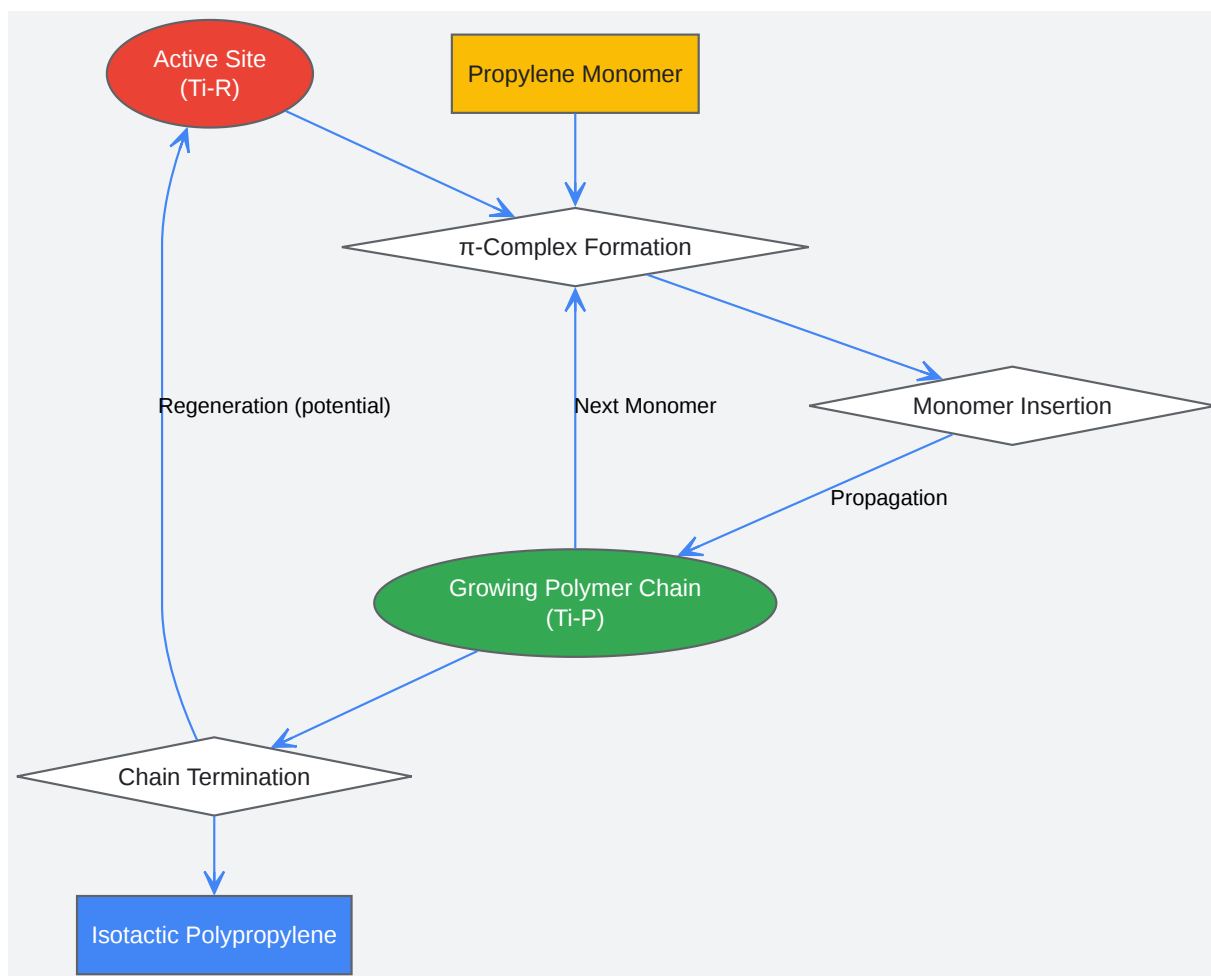 Active Site
(Ti-R)
Propylene Monomer
π-Complex Formation
Regeneration (potential)
Next Monomer
Monomer Insertion
Propagation
Growing Polymer Chain
(Ti-P)
Chain Termination
Isotactic Polypropylene